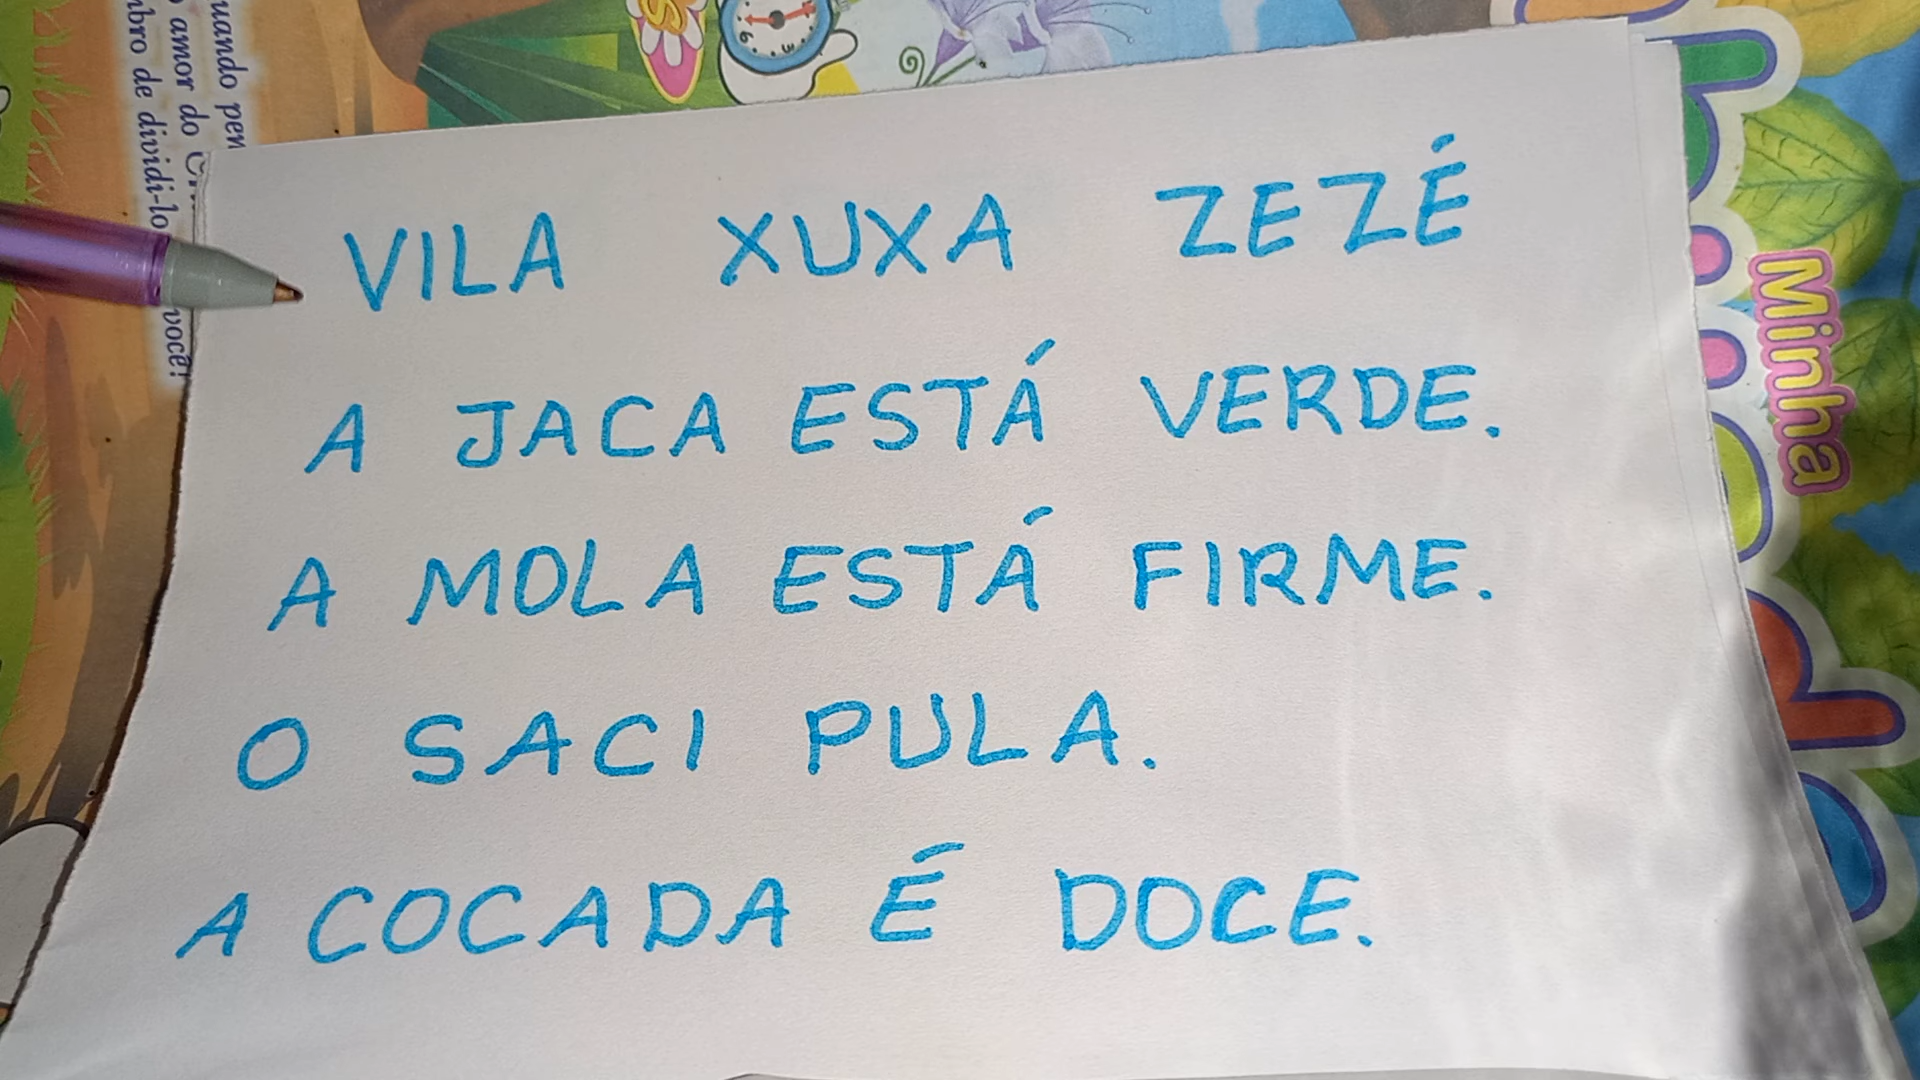 VILA XUXA ZEZÉ
A JACA ESTÁ VERDE.
A MOLA ESTÁ FIRME.
O SACI PULA.
A COCADA É DOCE.
uando pen
amor do
bro de dividi-lo
você!
Minha